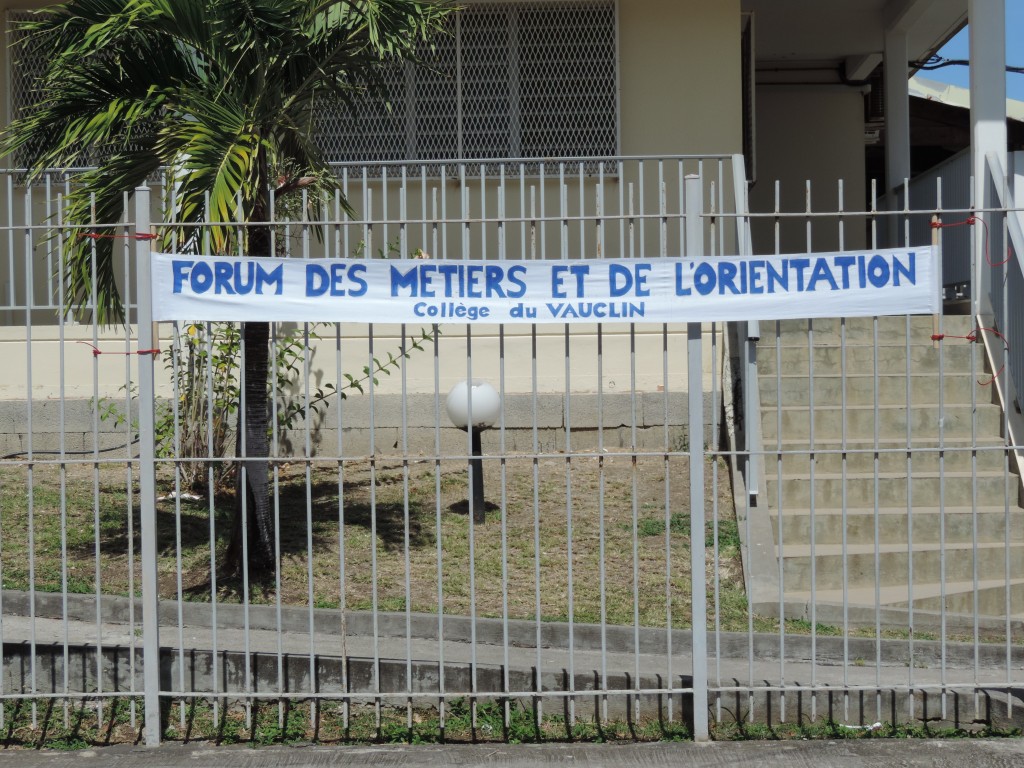 FORUM DES METIERS ET DE L'ORIENTATION
Collège du VAUCLIN